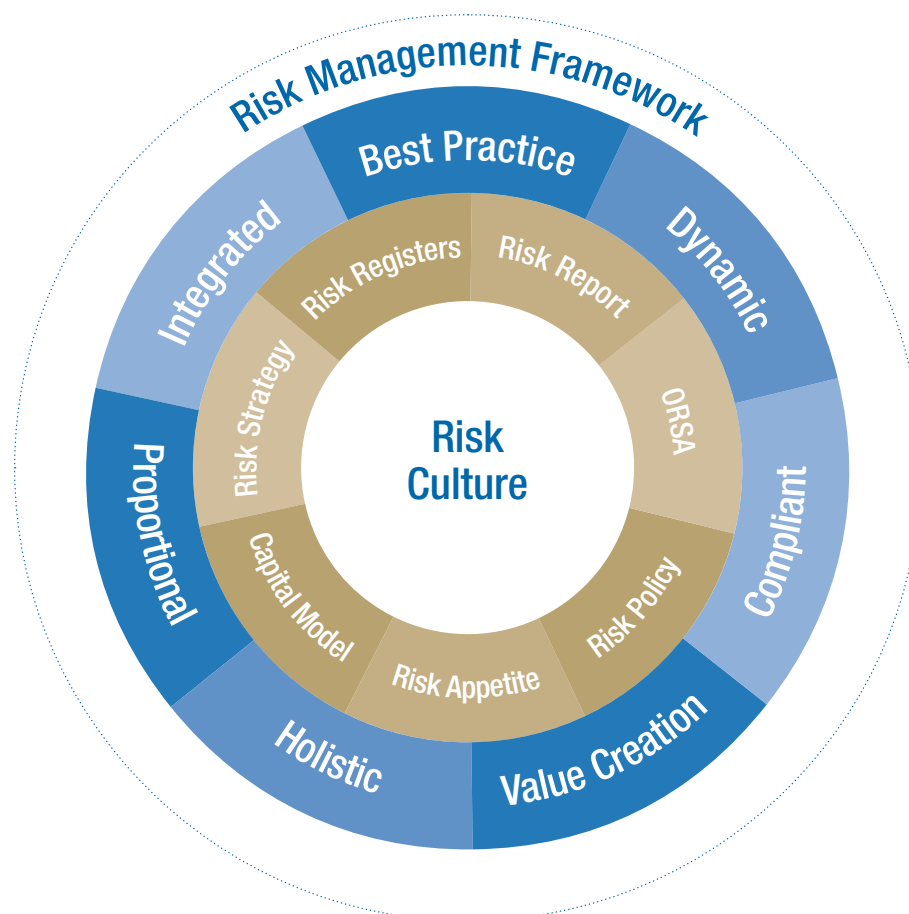 Risk Management Framework
Best Practice
Dynamic
Compliant
Value Creation
Holistic
Proportional
Integrated
Risk Registers
Risk Report
ORSA
Risk Policy
Risk Appetite
Capital Model
Risk Strategy
Risk
Culture